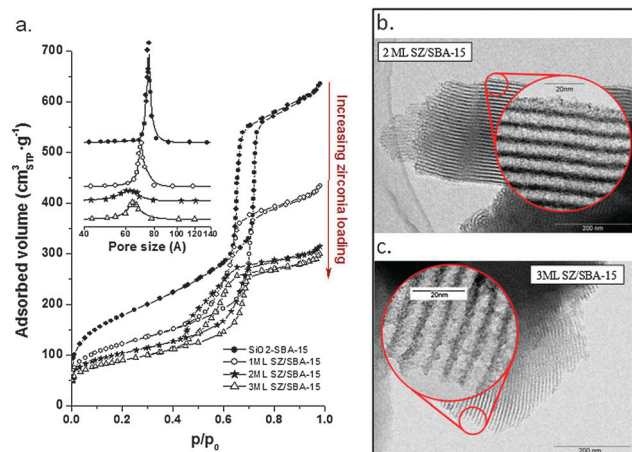 a.
700
600
500
400
300
200
100
0
Adsorbed volume (cm³STP·g⁻¹)
0.0 0.2 0.4 0.6 0.8 1.0
p/p₀
40 60 80 100 120 140
Pore size (A)
SiO2-SBA-15
1ML SZ/SBA-15
2ML SZ/SBA-15
3ML SZ/SBA-15
Increasing zirconia loading
b.
2 ML SZ/SBA-15
20nm
200 nm
c.
3ML SZ/SBA-15
20nm
200nm